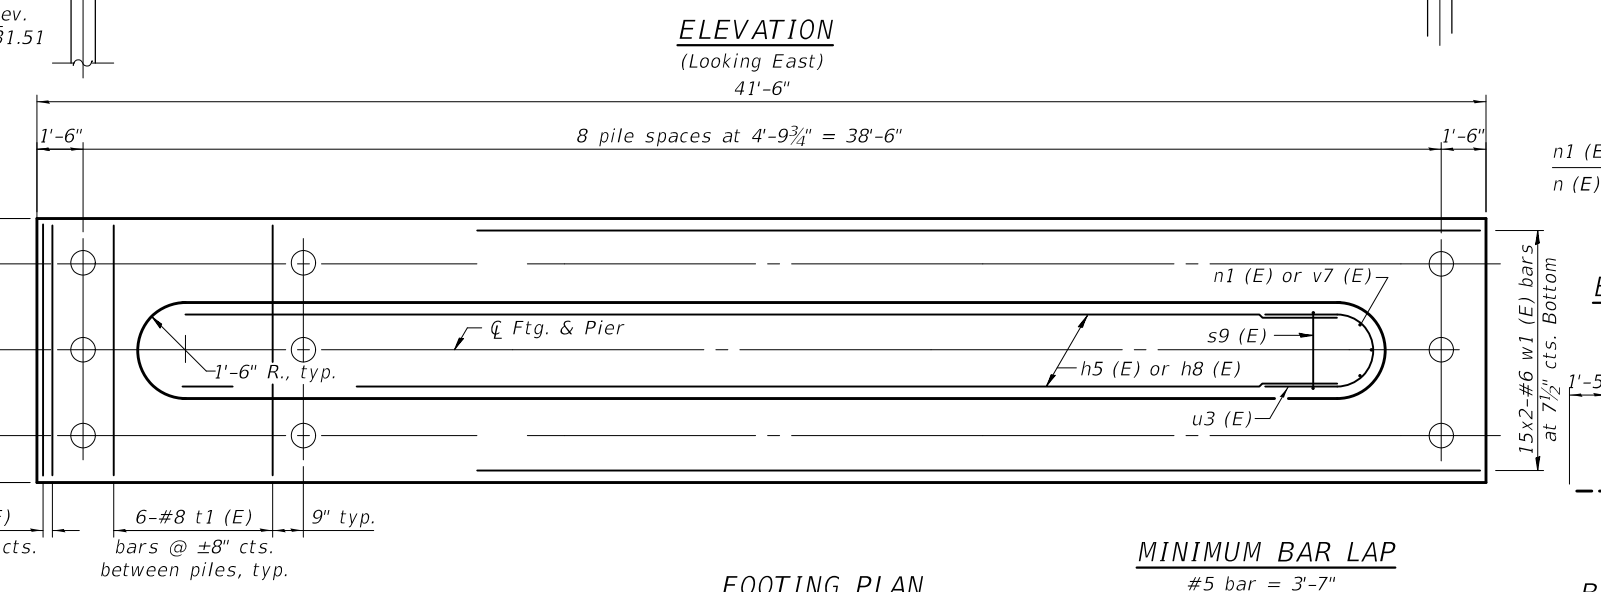 ev.
31.51
ELEVATION
(Looking East)
41'-6"
1'-6"
8 pile spaces at 4'-9¾" = 38'-6"
1'-6"
n1 (E
n (E)
n1 (E) or v7 (E)
℄ Ftg. & Pier
s9 (E)
1'-6" R., typ.
h5 (E) or h8 (E)
u3 (E)
15x2-#6 w1 (E) bars
at 7½" cts. Bottom
1'-5
6-#8 t1 (E)
bars @ ±8" cts.
between piles, typ.
9" typ.
cts.
MINIMUM BAR LAP
#5 bar = 3'-7"
FOOTING PLAN